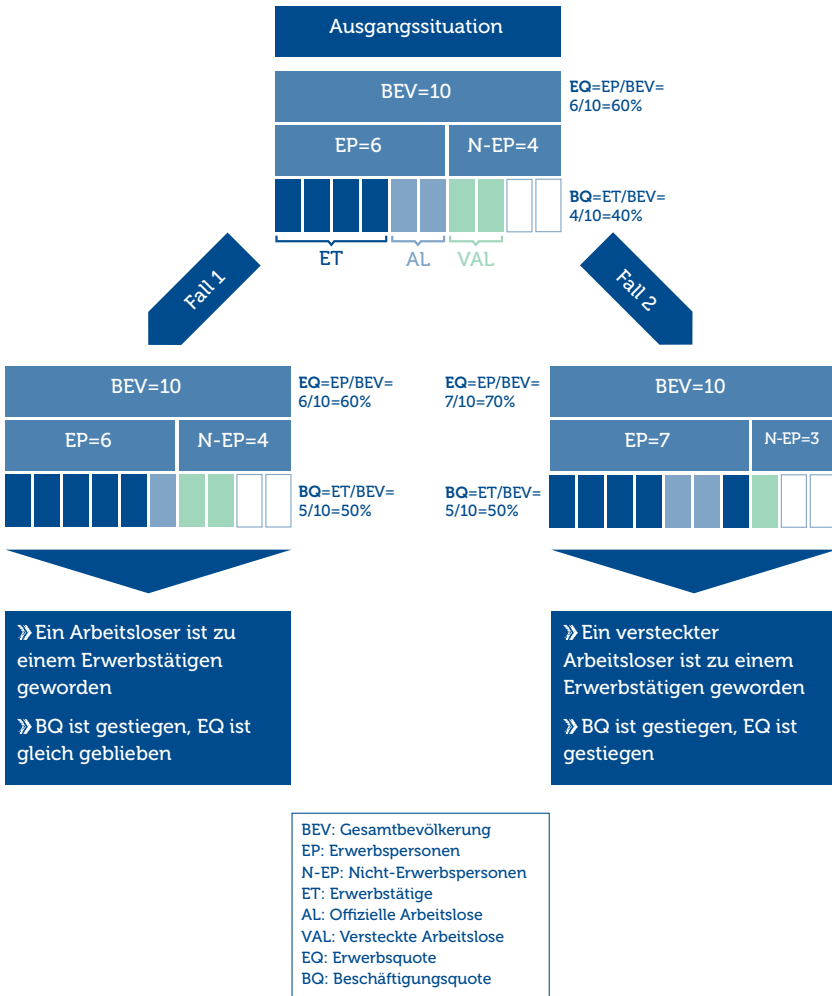 Ausgangssituation
BEV=10
EQ=EP/BEV=
6/10=60%
EP=6
N-EP=4
BQ=ET/BEV=
4/10=40%
ET
AL
VAL
Fall 1
Fall 2
BEV=10
EQ=EP/BEV=
6/10=60%
EP=6
N-EP=4
BQ=ET/BEV=
5/10=50%
EQ=EP/BEV=
7/10=70%
BEV=10
EP=7
N-EP=3
BQ=ET/BEV=
5/10=50%
» Ein Arbeitsloser ist zu
einem Erwerbstätigen
geworden
» BQ ist gestiegen, EQ ist
gleich geblieben
» Ein versteckter
Arbeitsloser ist zu einem
Erwerbstätigen geworden
» BQ ist gestiegen, EQ ist
gestiegen
BEV: Gesamtbevölkerung
EP: Erwerbspersonen
N-EP: Nicht-Erwerbspersonen
ET: Erwerbstätige
AL: Offizielle Arbeitslose
VAL: Versteckte Arbeitslose
EQ: Erwerbsquote
BQ: Beschäftigungsquote